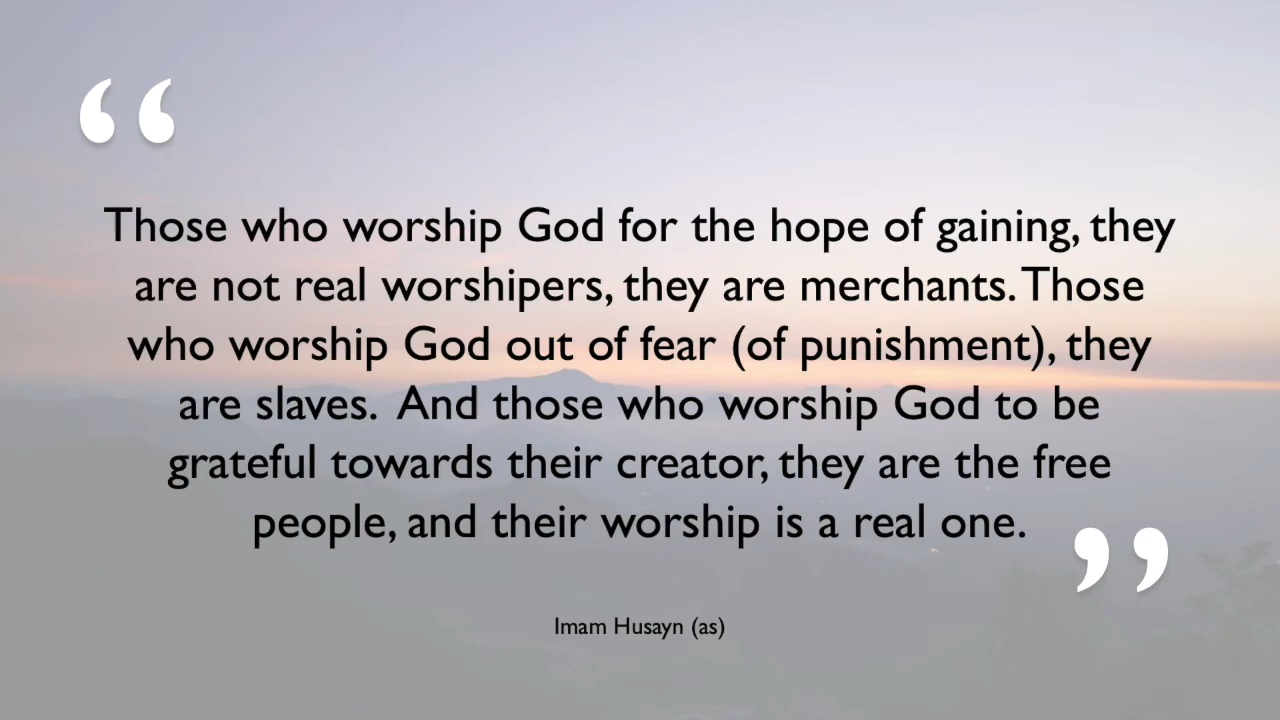 “
Those who worship God for the hope of gaining, they
are not real worshipers, they are merchants. Those
who worship God out of fear (of punishment), they
are slaves.  And those who worship God to be
grateful towards their creator, they are the free
people, and their worship is a real one.
”
Imam Husayn (as)